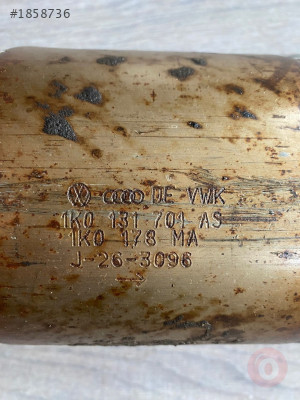 #1858736
DE VWK
1K0 131 701 AS
1K0 178 MA
J-26-3096